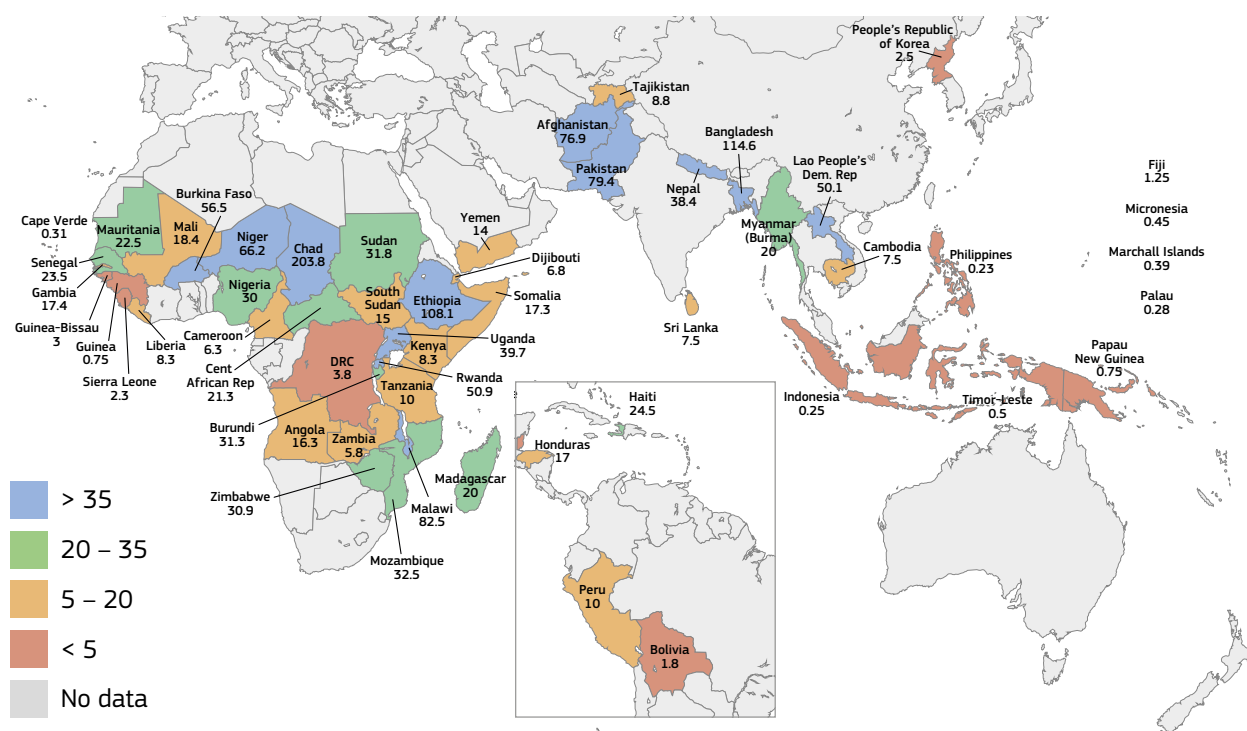 People's Republic
of Korea
2.5
Tajikistan
8.8
Afghanistan
76.9
Pakistan
79.4
Bangladesh
114.6
Lao People's
Dem. Rep
50.1
Nepal
38.4
Myanmar
(Burma)
20
Cambodia
7.5
Philippines
0.23
Sri Lanka
7.5
Fiji
1.25
Micronesia
0.45
Marchall Islands
0.39
Palau
0.28
Papau
New Guinea
0.75
Timor-Leste
0.5
Indonesia
0.25
Burkina Faso
56.5
Cape Verde
0.31
Mauritania
22.5
Mali
18.4
Niger
66.2
Chad
203.8
Sudan
31.8
Yemen
14
Djibouti
6.8
Senegal
23.5
Gambia
17.4
Guinea-Bissau
3
Guinea
0.75
Sierra Leone
2.3
Liberia
8.3
Nigeria
30
Cameroon
6.3
Cent
African Rep
21.3
South
Sudan
15
Ethiopia
108.1
Somalia
17.3
Uganda
39.7
Kenya
8.3
Rwanda
50.9
DRC
3.8
Tanzania
10
Burundi
31.3
Angola
16.3
Zambia
5.8
Zimbabwe
30.9
Madagascar
20
Malawi
82.5
Mozambique
32.5
e
Haiti
24.5
Honduras
17
Peru
10
Bolivia
1.8
> 35
20 – 35
5 – 20
< 5
No data